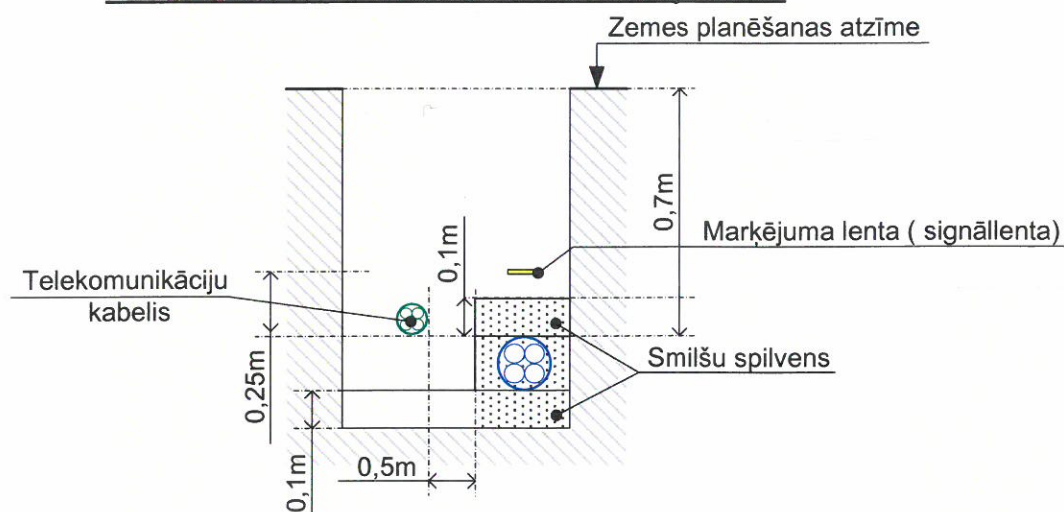 Zemes planēšanas atzīme
0,7m
Marķējuma lenta ( signāllenta)
0,1m
Telekomunikāciju
kabelis
Smilšu spilvens
0,25m
0,5m
0,1m